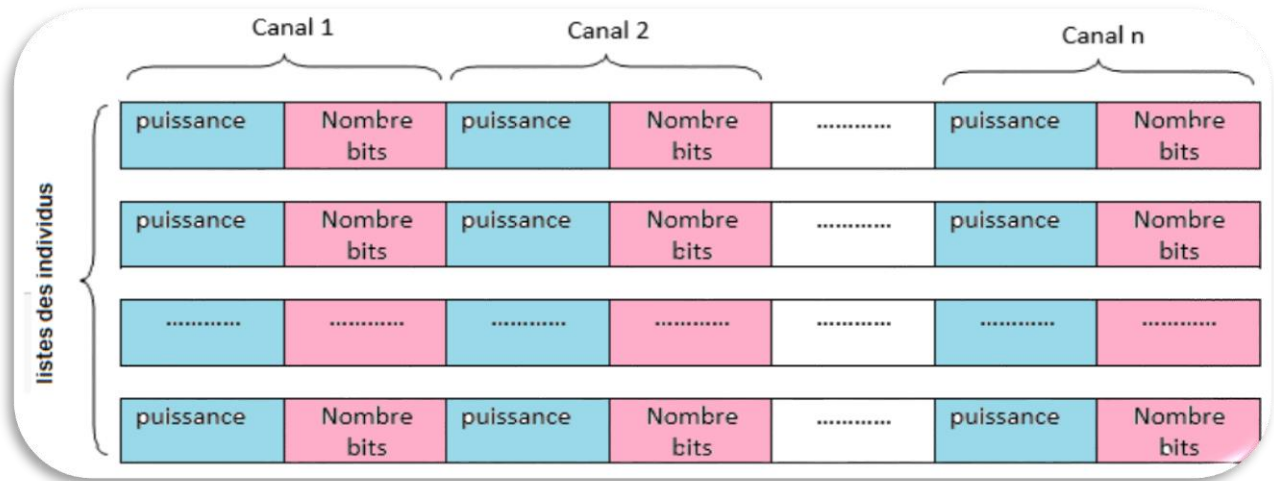 Canal 1 Canal 2 Canal n
puissance Nombre bits puissance Nombre bits ............ puissance Nombre bits
puissance Nombre bits puissance Nombre bits ............ puissance Nombre bits
............ ............ ............ ............ ............ ............ ............
puissance Nombre bits puissance Nombre bits ............ puissance Nombre bits
listes des individus